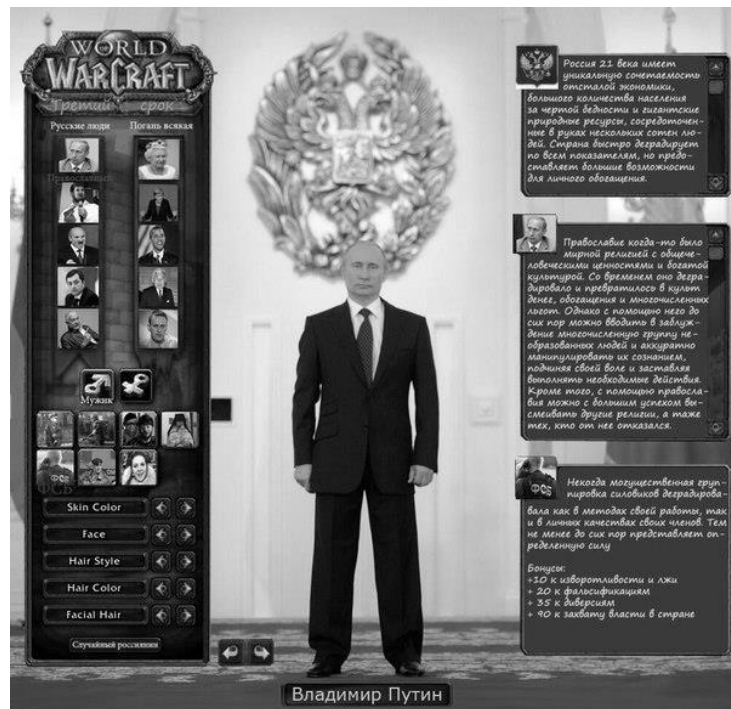 WORLD
WARCRAFT
Третий срок
Русские люди
Погань всякая
Православный
Мужик
ФСБ
Skin Color
Face
Hair Style
Hair Color
Facial Hair
Случайный россиянин
Россия 21 века имеет
уникальную сочетаемость
отсталой экономики,
большого количества населения
за чертой бедности и гигантские
природные ресурсы, сосредоточен-
ные в руках нескольких сотен лю-
дей. Страна быстро деградирует
по всем показателям, но предо-
ставляет большие возможности
для личного обогащения.
Православие когда-то было
мирной религией с общече-
ловеческими ценностями и богатой
культурой. Со временем оно дегра-
дировало и превратилось в культ
денег, обогащения и многочисленных
льгот. Однако с помощью него до
сих пор можно вводить в заблуж-
дение многочисленную группу не-
образованных людей и аккуратно
манипулировать их сознанием,
подчиняя своей воле и заставляя
выполнять необходимые действия.
Кроме того, с помощью правосла-
вия можно с большим успехом вы-
смеивать другие религии, а таже
тех, кто от нее отказался.
ФСБ
Некогда могущественная груп-
пировка силовиков деградирова-
вала как в методах своей работы, так
и в личных качествах своих членов. Тем
не менее до сих пор представляет оп-
ределенную силу
Бонусы:
+10 к изворотливости и лжи
+ 20 к фальсификациям
+ 35 к диверсиям
+ 90 к захвату власти в стране
Владимир Путин